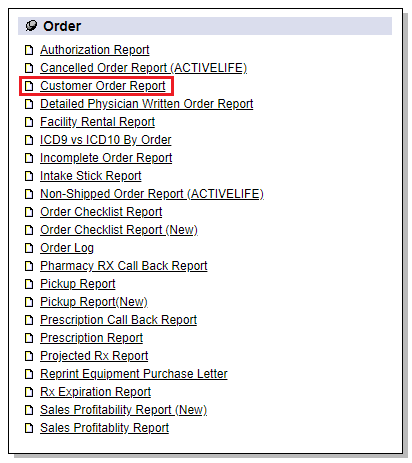 Order
Authorization Report
Cancelled Order Report (ACTIVELIFE)
Customer Order Report
Detailed Physician Written Order Report
Facility Rental Report
ICD9 vs ICD10 By Order
Incomplete Order Report
Intake Stick Report
Non-Shipped Order Report (ACTIVELIFE)
Order Checklist Report
Order Checklist Report (New)
Order Log
Pharmacy RX Call Back Report
Pickup Report
Pickup Report(New)
Prescription Call Back Report
Prescription Report
Projected Rx Report
Reprint Equipment Purchase Letter
Rx Expiration Report
Sales Profitability Report (New)
Sales Profitablity Report